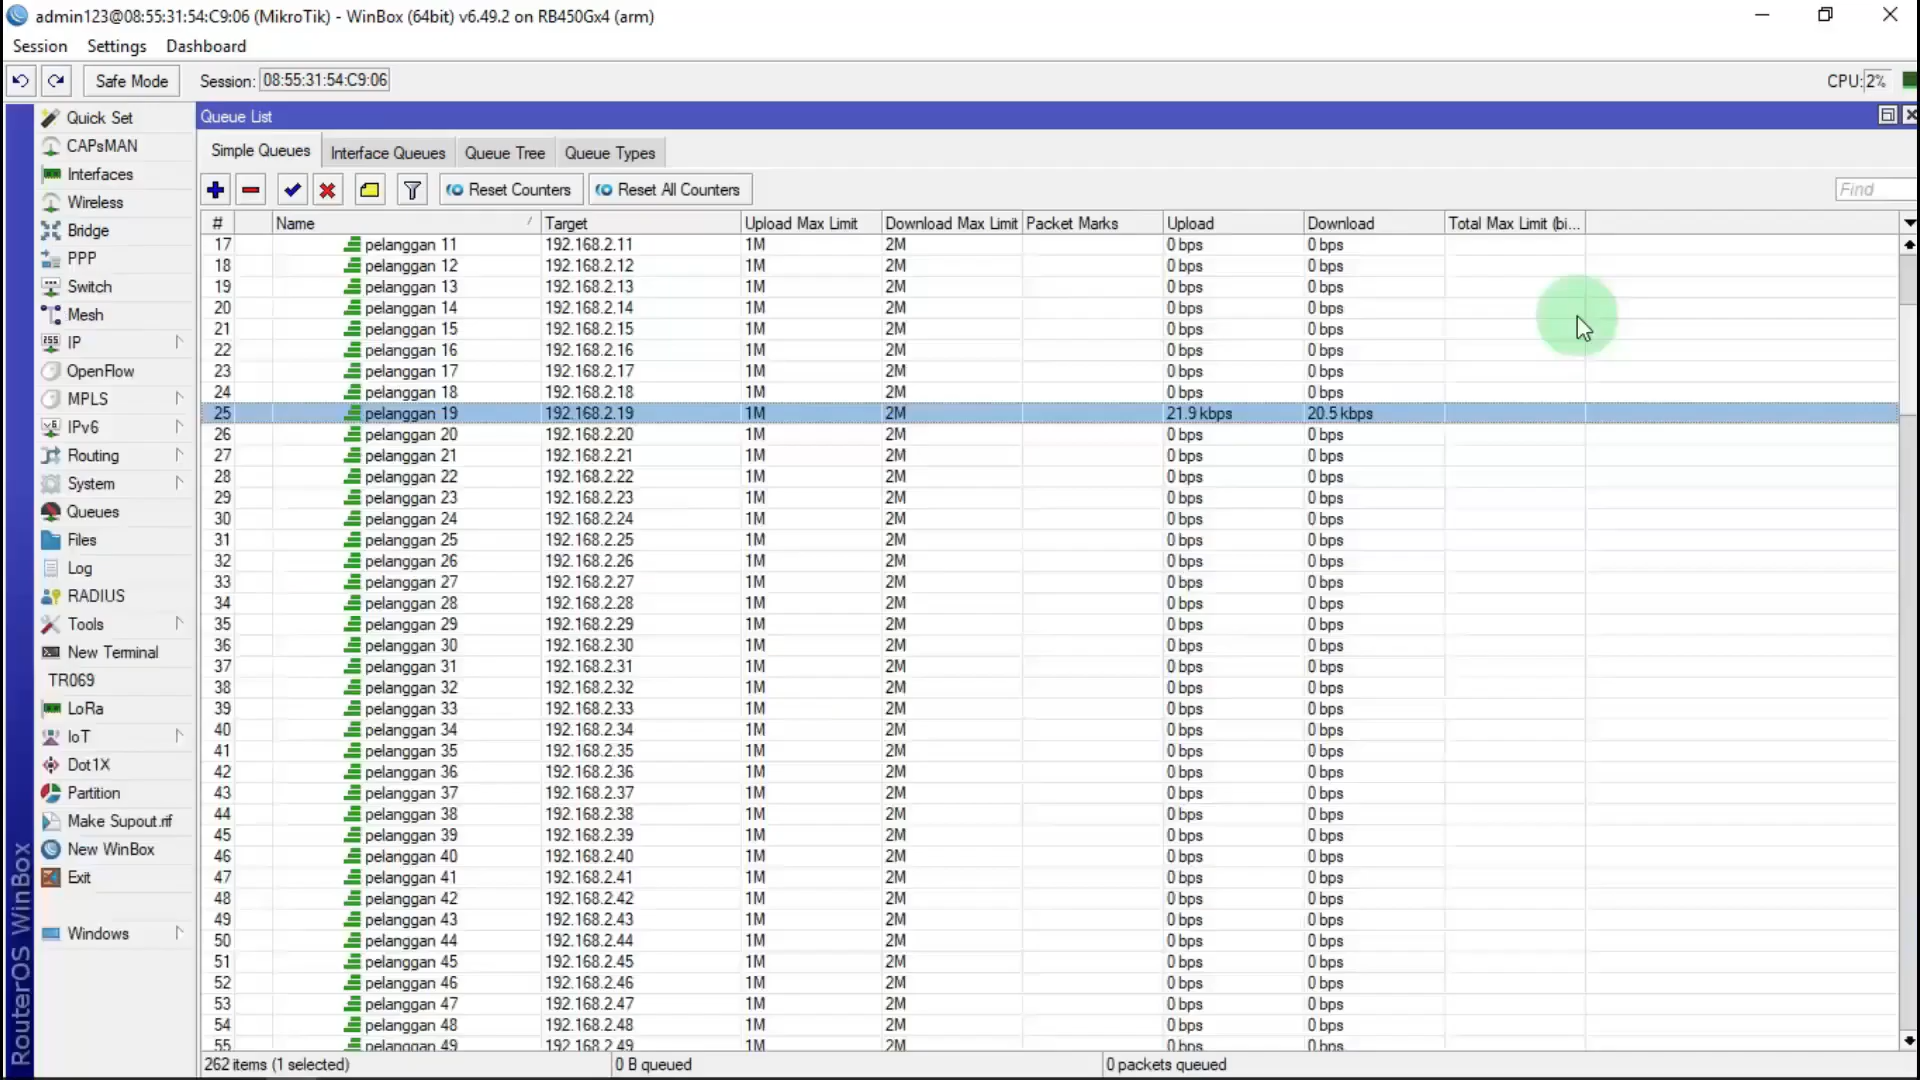 admin123@08:55:31:54:C9:06 (MikroTik) - WinBox (64bit) v6.49.2 on RB450Gx4 (arm)
Session Settings Dashboard
Safe Mode Session: 08:55:31:54:C9:06 CPU: 2%
Quick Set
CAPsMAN
Interfaces
Wireless
Bridge
PPP
Switch
Mesh
IP
OpenFlow
MPLS
IPv6
Routing
System
Queues
Files
Log
RADIUS
Tools
New Terminal
TR069
LoRa
IoT
Dot1X
Partition
Make Supout.rif
New WinBox
Exit
Windows
RouterOS WinBox
Queue List
Simple Queues Interface Queues Queue Tree Queue Types
Reset Counters Reset All Counters Find
# Name Target Upload Max Limit Download Max Limit Packet Marks Upload Download Total Max Limit (bi...
17 pelanggan 11 192.168.2.11 1M 2M 0 bps 0 bps
18 pelanggan 12 192.168.2.12 1M 2M 0 bps 0 bps
19 pelanggan 13 192.168.2.13 1M 2M 0 bps 0 bps
20 pelanggan 14 192.168.2.14 1M 2M 0 bps 0 bps
21 pelanggan 15 192.168.2.15 1M 2M 0 bps 0 bps
22 pelanggan 16 192.168.2.16 1M 2M 0 bps 0 bps
23 pelanggan 17 192.168.2.17 1M 2M 0 bps 0 bps
24 pelanggan 18 192.168.2.18 1M 2M 0 bps 0 bps
25 pelanggan 19 192.168.2.19 1M 2M 21.9 kbps 20.5 kbps
26 pelanggan 20 192.168.2.20 1M 2M 0 bps 0 bps
27 pelanggan 21 192.168.2.21 1M 2M 0 bps 0 bps
28 pelanggan 22 192.168.2.22 1M 2M 0 bps 0 bps
29 pelanggan 23 192.168.2.23 1M 2M 0 bps 0 bps
30 pelanggan 24 192.168.2.24 1M 2M 0 bps 0 bps
31 pelanggan 25 192.168.2.25 1M 2M 0 bps 0 bps
32 pelanggan 26 192.168.2.26 1M 2M 0 bps 0 bps
33 pelanggan 27 192.168.2.27 1M 2M 0 bps 0 bps
34 pelanggan 28 192.168.2.28 1M 2M 0 bps 0 bps
35 pelanggan 29 192.168.2.29 1M 2M 0 bps 0 bps
36 pelanggan 30 192.168.2.30 1M 2M 0 bps 0 bps
37 pelanggan 31 192.168.2.31 1M 2M 0 bps 0 bps
38 pelanggan 32 192.168.2.32 1M 2M 0 bps 0 bps
39 pelanggan 33 192.168.2.33 1M 2M 0 bps 0 bps
40 pelanggan 34 192.168.2.34 1M 2M 0 bps 0 bps
41 pelanggan 35 192.168.2.35 1M 2M 0 bps 0 bps
42 pelanggan 36 192.168.2.36 1M 2M 0 bps 0 bps
43 pelanggan 37 192.168.2.37 1M 2M 0 bps 0 bps
44 pelanggan 38 192.168.2.38 1M 2M 0 bps 0 bps
45 pelanggan 39 192.168.2.39 1M 2M 0 bps 0 bps
46 pelanggan 40 192.168.2.40 1M 2M 0 bps 0 bps
47 pelanggan 41 192.168.2.41 1M 2M 0 bps 0 bps
48 pelanggan 42 192.168.2.42 1M 2M 0 bps 0 bps
49 pelanggan 43 192.168.2.43 1M 2M 0 bps 0 bps
50 pelanggan 44 192.168.2.44 1M 2M 0 bps 0 bps
51 pelanggan 45 192.168.2.45 1M 2M 0 bps 0 bps
52 pelanggan 46 192.168.2.46 1M 2M 0 bps 0 bps
53 pelanggan 47 192.168.2.47 1M 2M 0 bps 0 bps
54 pelanggan 48 192.168.2.48 1M 2M 0 bps 0 bps
55 pelanggan 49 192.168.2.49 1M 2M 0 bps 0 bps
262 items (1 selected) 0 B queued 0 packets queued